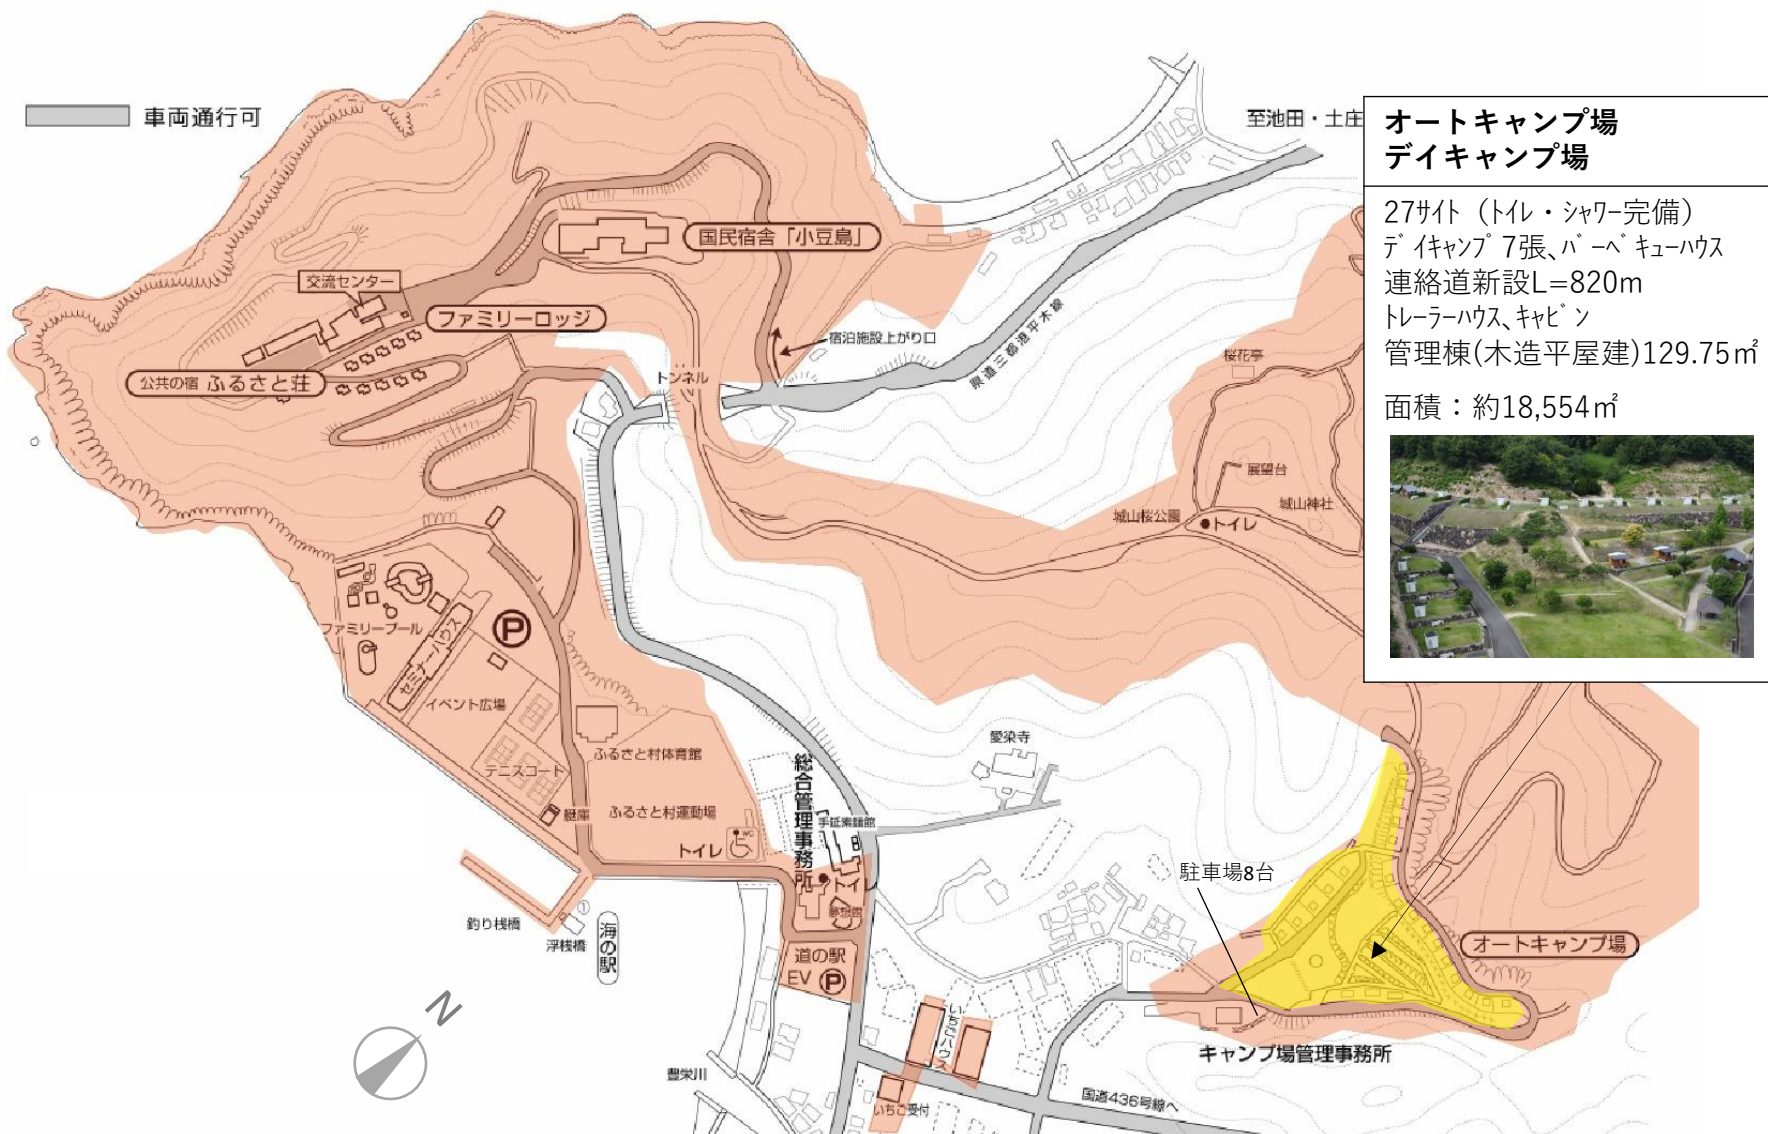 車両通行可
至池田・土庄
オートキャンプ場
デイキャンプ場
27サイト（トイレ・シャワー完備）
デイキャンプ 7張、バーベキューハウス
連絡道新設L=820m
トレーラーハウス、キャビン
管理棟(木造平屋建)129.75㎡
面積：約18,554㎡
国民宿舎「小豆島」
交流センター
ファミリーロッジ
公共の宿 ふるさと荘
宿泊施設上がり口
県道三都港平木線
トンネル
桜花亭
展望台
城山桜公園
城山神社
●トイレ
ファミリープール
セミナーハウス
P
イベント広場
テニスコート
ふるさと村体育館
艇庫
ふるさと村運動場
トイレ
WC
総合管理事務所
手延素麺館
トイレ
夢想館
愛染寺
釣り桟橋
浮桟橋
①
海の駅
道の駅
EV P
駐車場8台
オートキャンプ場
キャンプ場管理事務所
いちごハウス
いちご受付
豊栄川
国道436号線へ
N